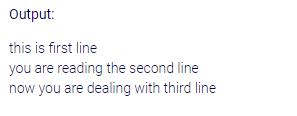 Output:
this is first line
you are reading the second line
now you are dealing with third line